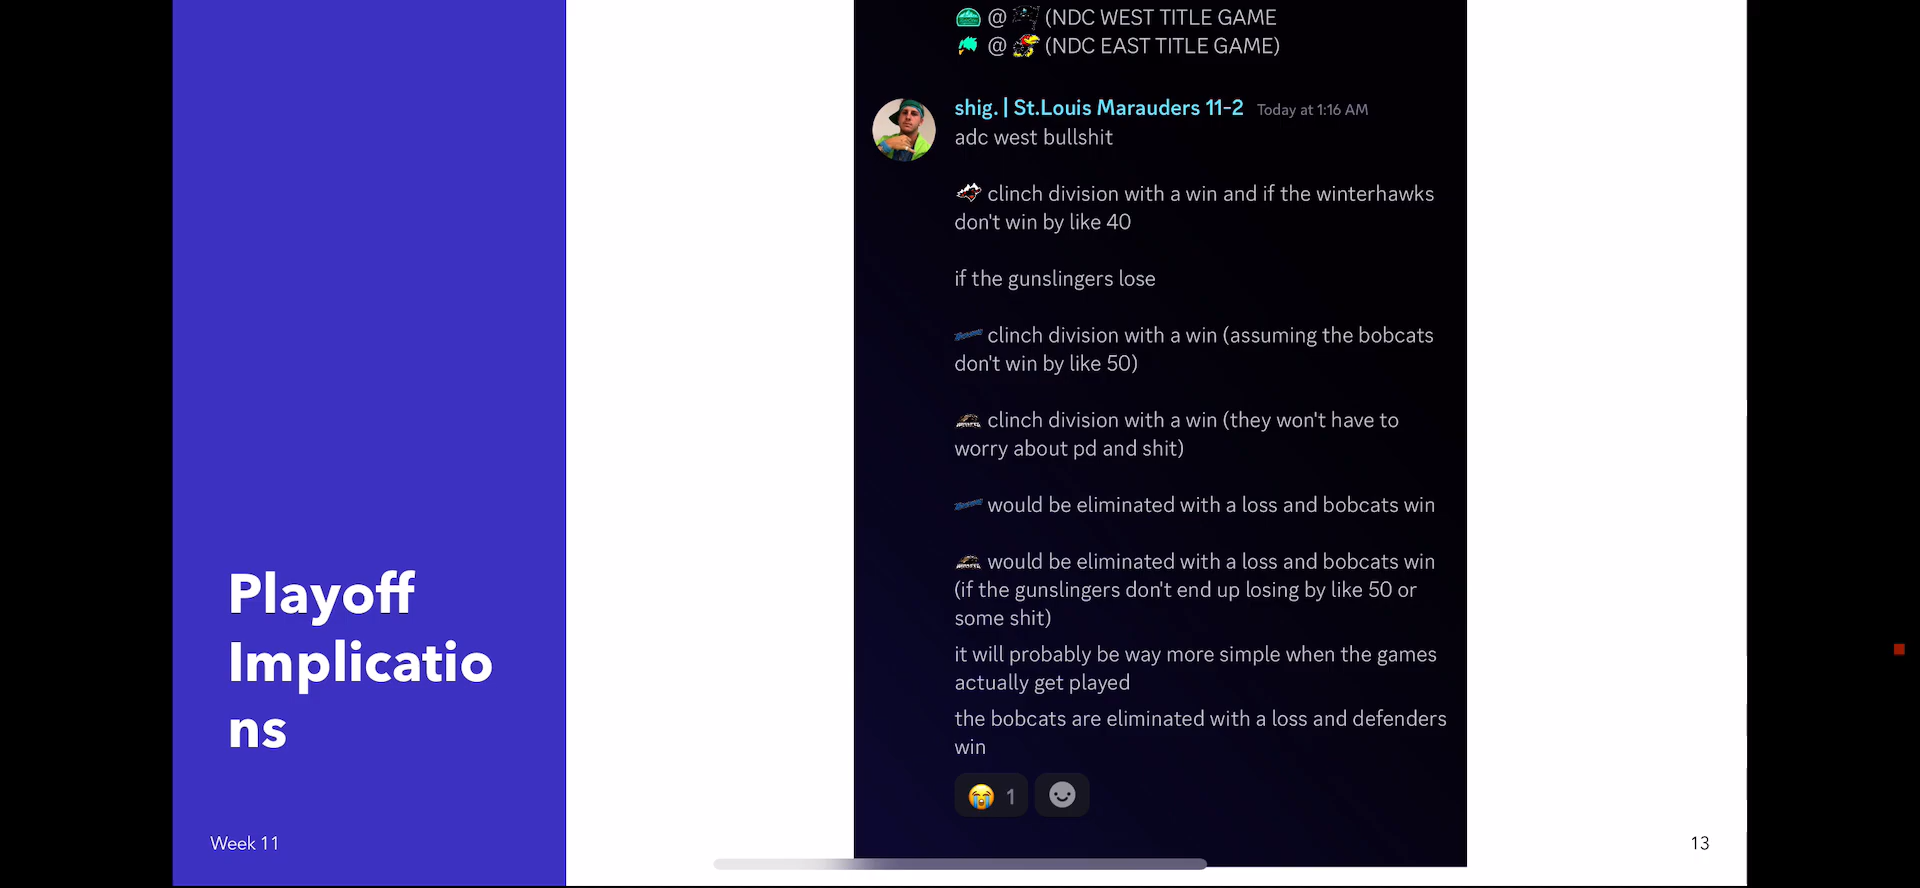 @ (NDC WEST TITLE GAME
@ (NDC EAST TITLE GAME)
shig. | St.Louis Marauders 11-2 Today at 1:16 AM
adc west bullshit
clinch division with a win and if the winterhawks
don't win by like 40
if the gunslingers lose
clinch division with a win (assuming the bobcats
don't win by like 50)
clinch division with a win (they won't have to
worry about pd and shit)
would be eliminated with a loss and bobcats win
would be eliminated with a loss and bobcats win
(if the gunslingers don't end up losing by like 50 or
some shit)
it will probably be way more simple when the games
actually get played
the bobcats are eliminated with a loss and defenders
win
1
Playoff
Implicatio
ns
Week 11
13